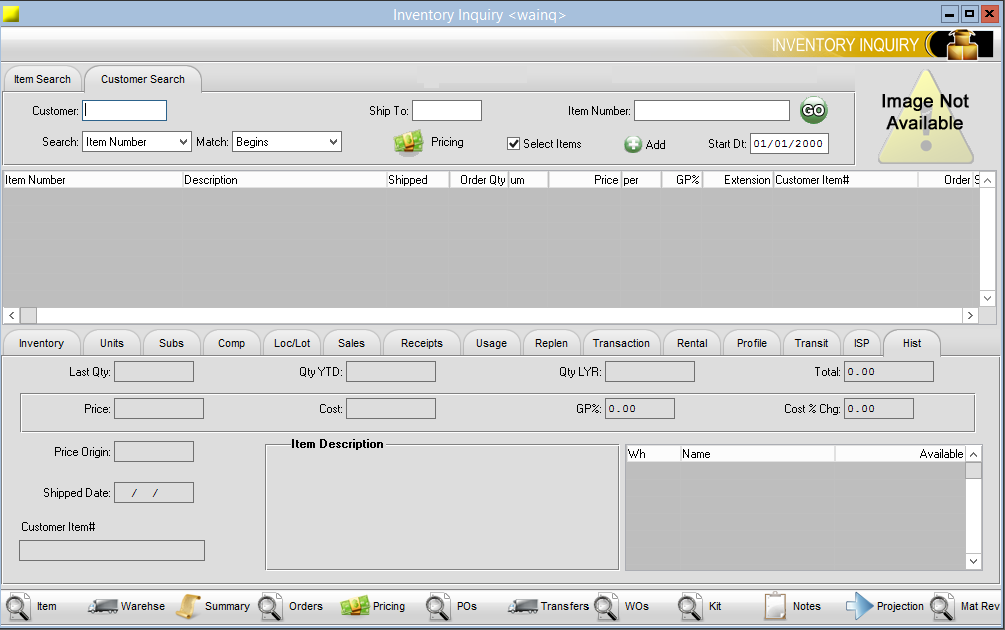 Inventory Inquiry <wainq>
INVENTORY INQUIRY
Item Search Customer Search
Customer: Ship To: Item Number: GO
Image Not Available
Search: Item Number Match: Begins Pricing Select Items Add Start Dt: 01/01/2000
Item Number Description Shipped Order Qty um Price per GP% Extension Customer Item# Order S
Inventory Units Subs Comp Loc/Lot Sales Receipts Usage Replen Transaction Rental Profile Transit ISP Hist
Last Qty: Qty YTD: Qty LYR: Total: 0.00
Price: Cost: GP%: 0.00 Cost % Chg: 0.00
Price Origin: Item Description Wh Name Available
Shipped Date: / /
Customer Item#
Item Warehse Summary Orders Pricing POs Transfers WOs Kit Notes Projection Mat Rev